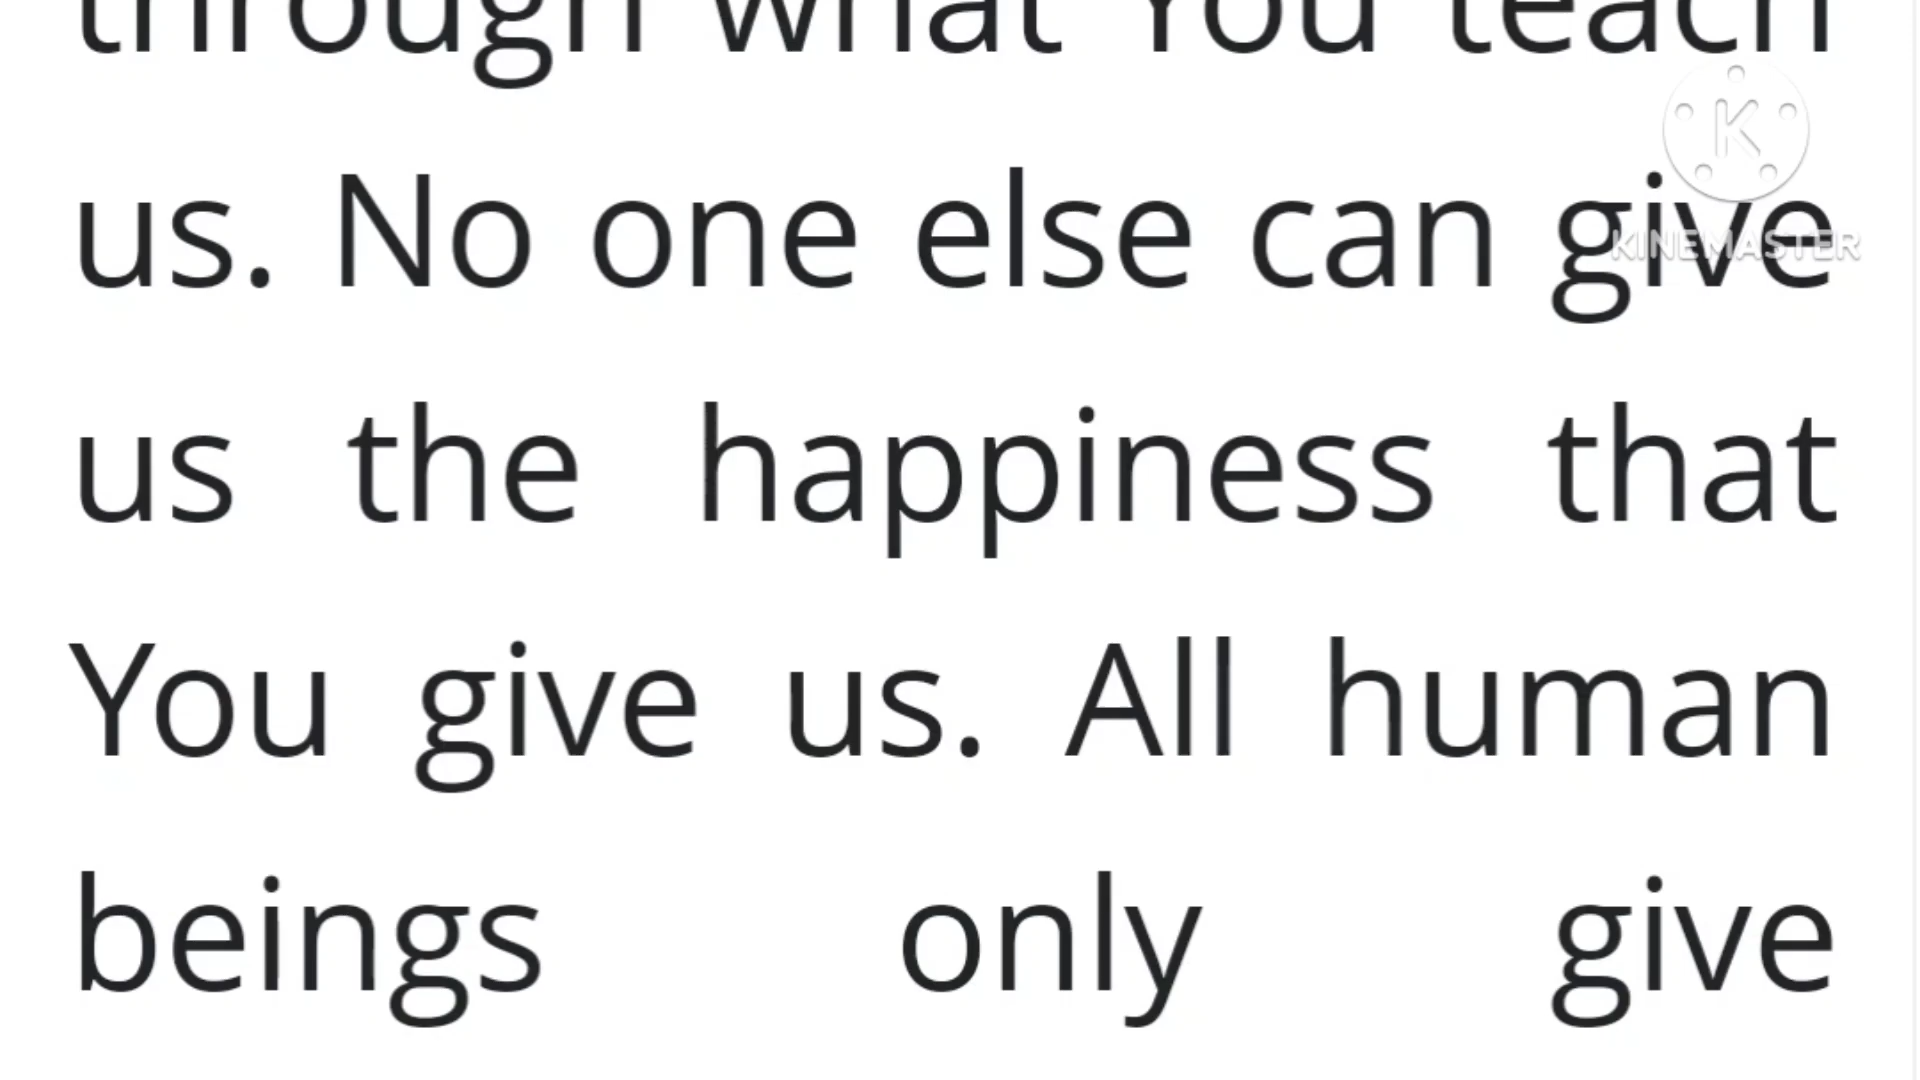 through what You teach
us. No one else can give
us the happiness that
You give us. All human
beings only give
K
KINEMASTER